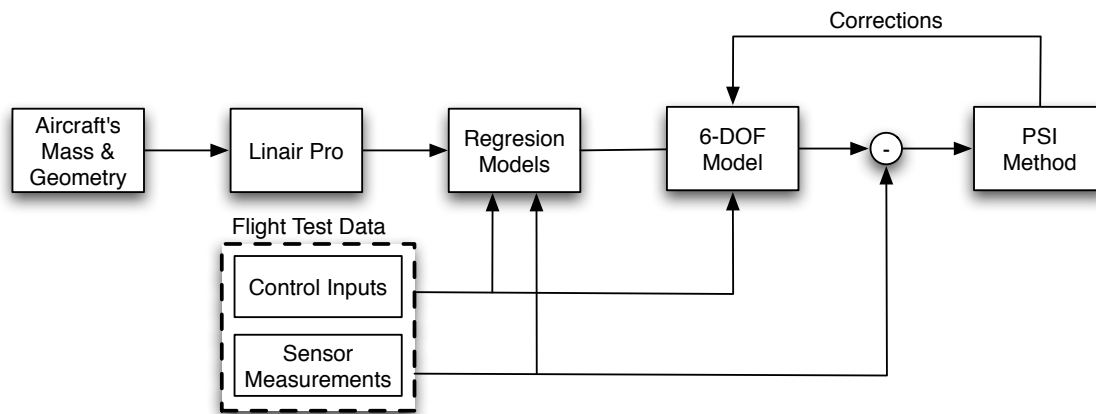 Corrections
Aircraft's
Mass &
Geometry
Linair Pro
Regresion
Models
6-DOF
Model
-
PSI
Method
Flight Test Data
Control Inputs
Sensor
Measurements